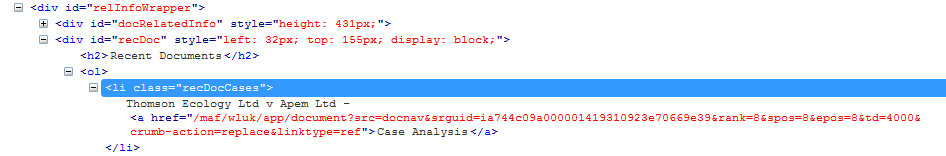 <div id="relInfoWrapper">
<div id="docRelatedInfo" style="height: 431px;">
<div id="recDoc" style="left: 32px; top: 155px; display: block;">
<h2>Recent Documents</h2>
<ol>
<li class="recDocCases">
Thomson Ecology Ltd v Apem Ltd -
<a href="/maf/wluk/app/document?src=docnav&srguid=ia744c09a000001419310923e70669e39&rank=8&spos=8&epos=8&td=4000&
crumb-action=replace&linktype=ref">Case Analysis</a>
</li>